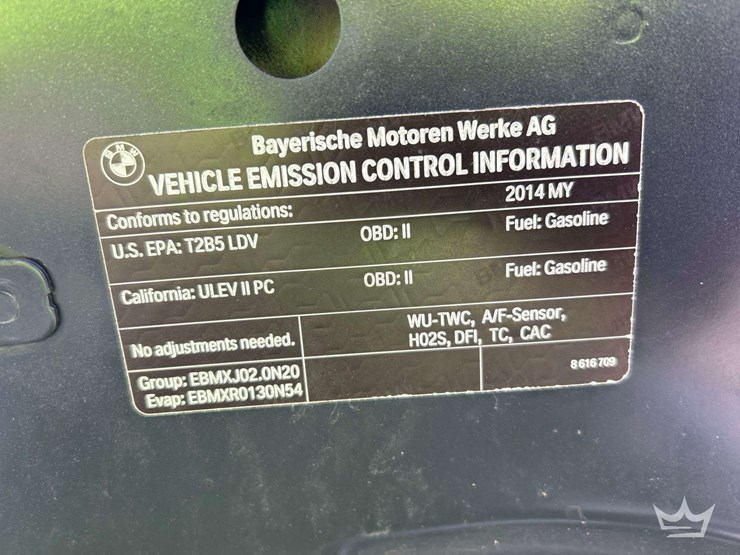 BMW
Bayerische Motoren Werke AG
VEHICLE EMISSION CONTROL INFORMATION
Conforms to regulations: 2014 MY
U.S. EPA: T2B5 LDV OBD: II Fuel: Gasoline
California: ULEV II PC OBD: II Fuel: Gasoline
No adjustments needed.
WU-TWC, A/F-Sensor,
HO2S, DFI, TC, CAC
Group: EBMXJ02.0N20
Evap: EBMXR0130N54
8 616 709